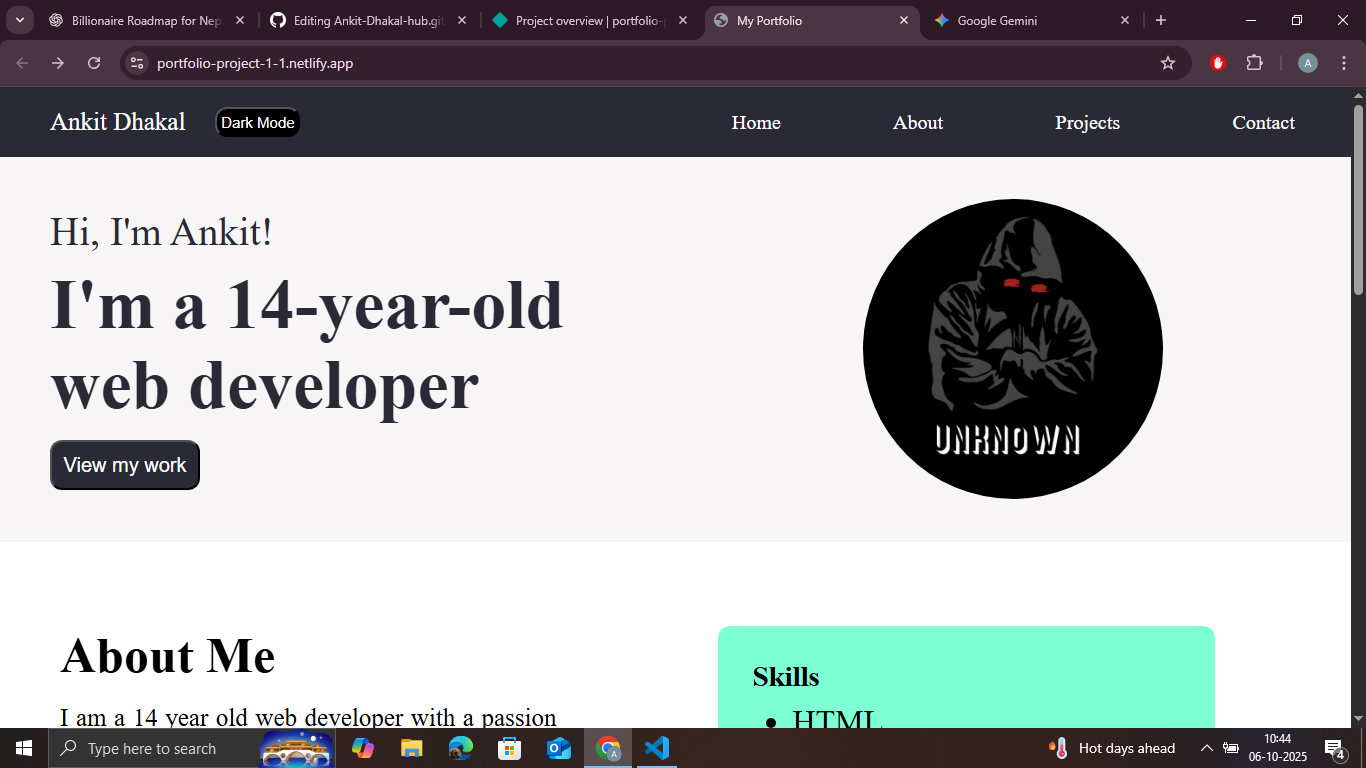 Billionaire Roadmap for Nep
Editing Ankit-Dhakal-hub.git
Project overview | portfolio-p
My Portfolio
Google Gemini
portfolio-project-1-1.netlify.app
A
Ankit Dhakal
Dark Mode
Home
About
Projects
Contact
Hi, I'm Ankit!
I'm a 14-year-old
web developer
View my work
UNKNOWN
About Me
I am a 14 year old web developer with a passion
Skills
HTML
Type here to search
A
Hot days ahead
10:44
06-10-2025
4